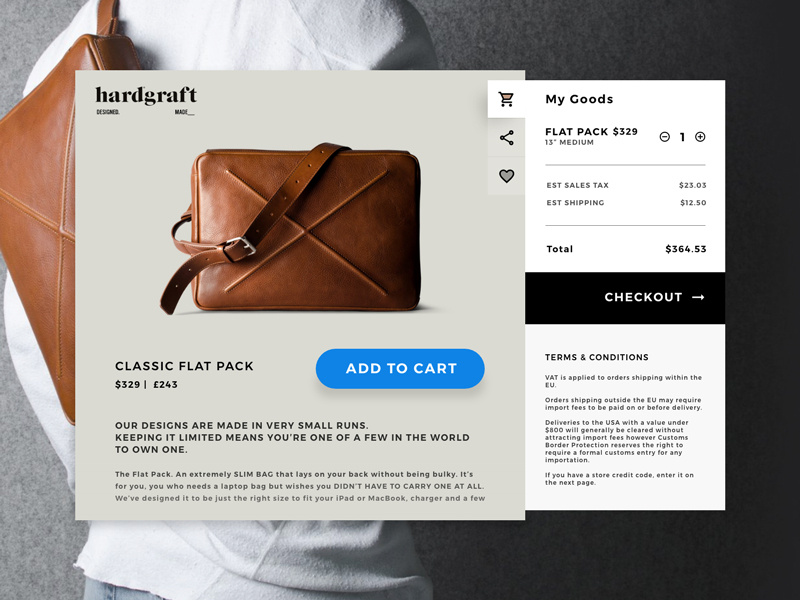 hardgraft
DESIGNED. MADE__
CLASSIC FLAT PACK
$329 | £243
ADD TO CART
OUR DESIGNS ARE MADE IN VERY SMALL RUNS.
KEEPING IT LIMITED MEANS YOU'RE ONE OF A FEW IN THE WORLD
TO OWN ONE.
The Flat Pack. An extremely SLIM BAG that lays on your back without being bulky. It's
for you, you who needs a laptop bag but wishes you DIDN'T HAVE TO CARRY ONE AT ALL.
We've designed it to be just the right size to fit your iPad or MacBook, charger and a few
My Goods
FLAT PACK $329
13" MEDIUM
1
EST SALES TAX $23.03
EST SHIPPING $12.50
Total $364.53
CHECKOUT →
TERMS & CONDITIONS
VAT is applied to orders shipping within the
EU.
Orders shipping outside the EU may require
import fees to be paid on or before delivery.
Deliveries to the USA with a value under
$800 will generally be cleared without
attracting import fees however Customs
Border Protection reserves the right to
require a formal customs entry for any
importation.
If you have a store credit code, enter it on
the next page.